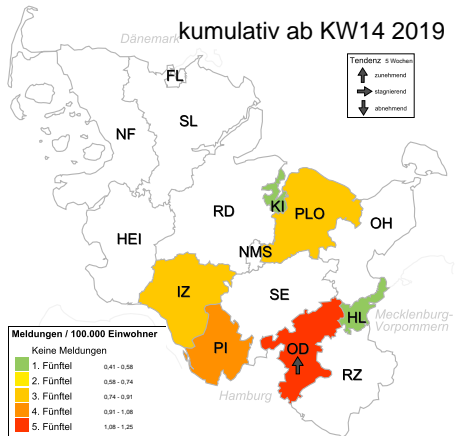 kumulativ ab KW14 2019
Dänemark
Tendenz 5 Wochen
zunehmend
stagnierend
abnehmend
FL
SL
NF
KI
PLO
RD
OH
HEI
NMS
IZ
SE
Mecklenburg-
Vorpommern
HL
PI
OD
RZ
Hamburg
Meldungen / 100.000 Einwohner
Keine Meldungen
1. Fünftel 0,41 - 0,58
2. Fünftel 0,58 - 0,74
3. Fünftel 0,74 - 0,91
4. Fünftel 0,91 - 1,08
5. Fünftel 1,08 - 1,25